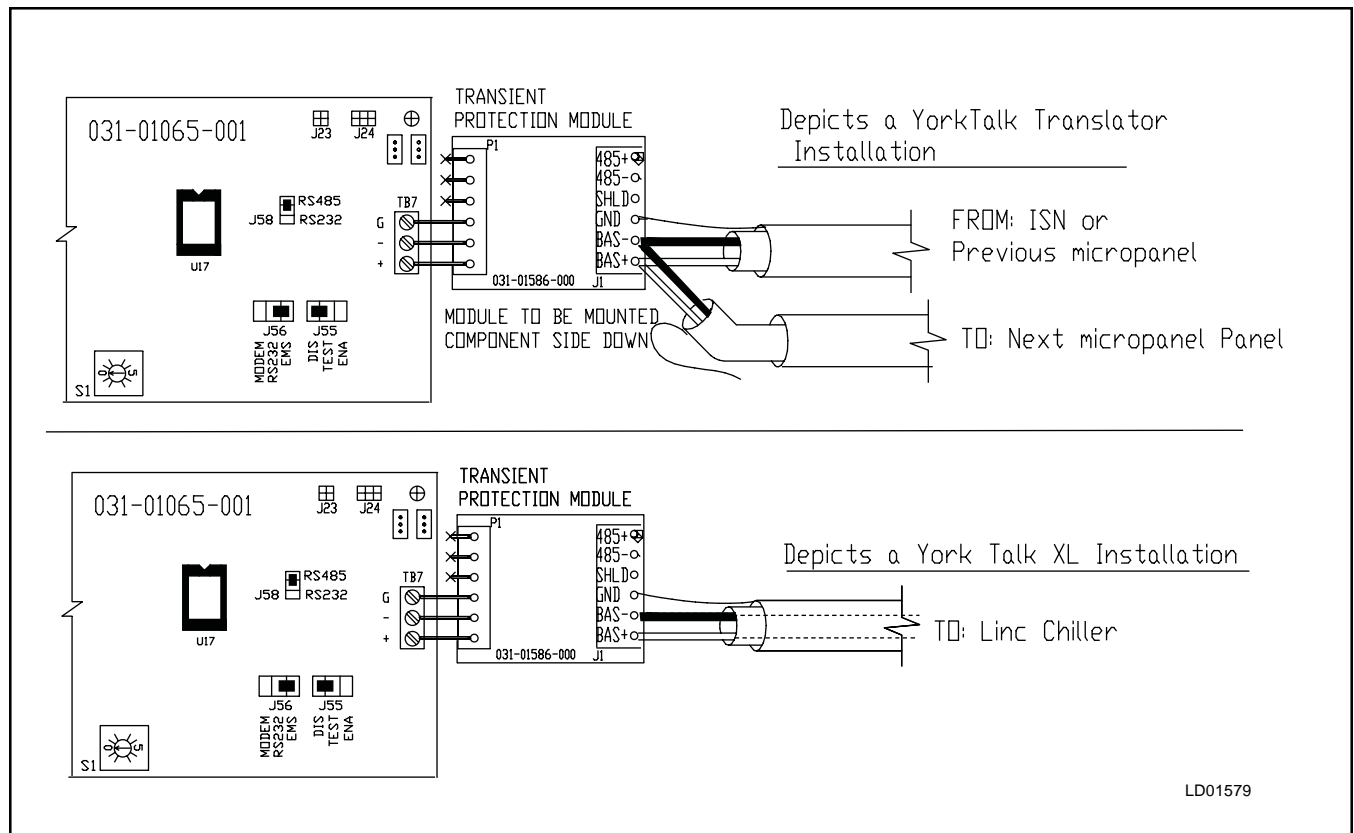 TRANSIENT
PROTECTION MODULE
031-01065-001
J23
J24
P1
485+
485-
SHLD
GND
BAS-
BAS+
J1
031-01586-000
Depicts a YorkTalk Translator
Installation
FROM: ISN or
Previous micropanel
TO: Next micropanel Panel
U17
J58
RS485
RS232
TB7
G
-
+
MODULE TO BE MOUNTED
COMPONENT SIDE DOWN
J56
MODEM
RS232
EMS
J55
DIS
TEST
ENA
S1
0
5
TRANSIENT
PROTECTION MODULE
031-01065-001
J23
J24
P1
485+
485-
SHLD
GND
BAS-
BAS+
J1
031-01586-000
Depicts a York Talk XL Installation
TO: Linc Chiller
U17
J58
RS485
RS232
TB7
G
-
+
J56
MODEM
RS232
EMS
J55
DIS
TEST
ENA
S1
0
5
LD01579